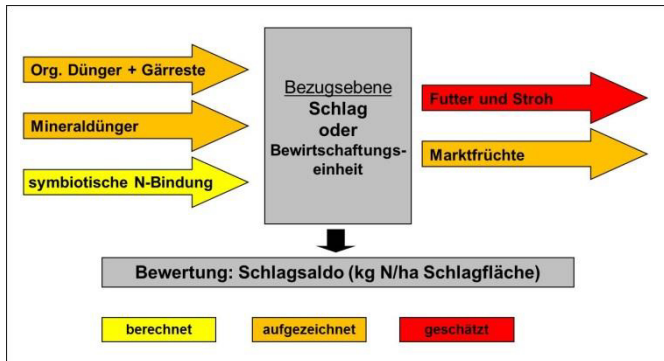 Org. Dünger + Gärreste
Mineraldünger
symbiotische N-Bindung
Bezugsebene
Schlag
oder
Bewirtschaftungs-
einheit
Futter und Stroh
Marktfrüchte
Bewertung: Schlagsaldo (kg N/ha Schlagfläche)
berechnet
aufgezeichnet
geschätzt